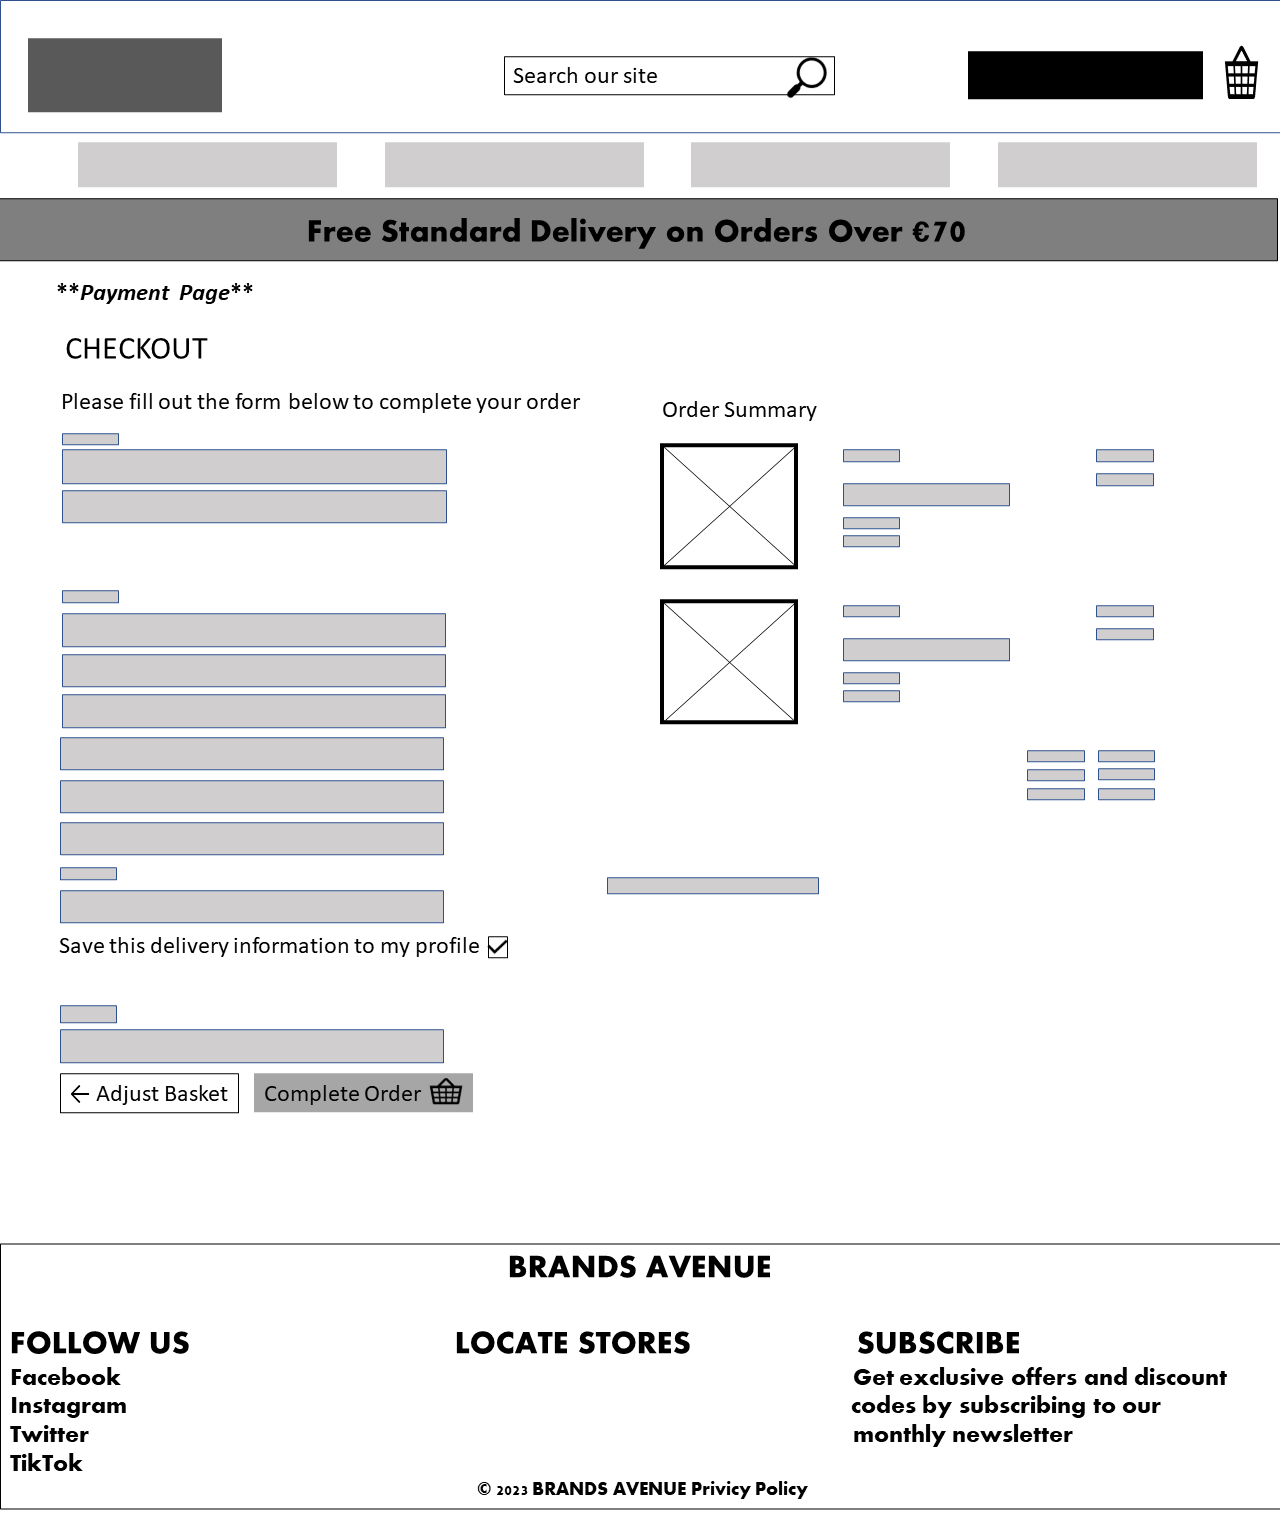 Search our site
Free Standard Delivery on Orders Over €70
**Payment Page**
CHECKOUT
Please fill out the form below to complete your order
Order Summary
Save this delivery information to my profile
← Adjust Basket
Complete Order
BRANDS AVENUE
FOLLOW US
Facebook
Instagram
Twitter
TikTok
LOCATE STORES
SUBSCRIBE
Get exclusive offers and discount
codes by subscribing to our
monthly newsletter
© 2023 BRANDS AVENUE Privicy Policy